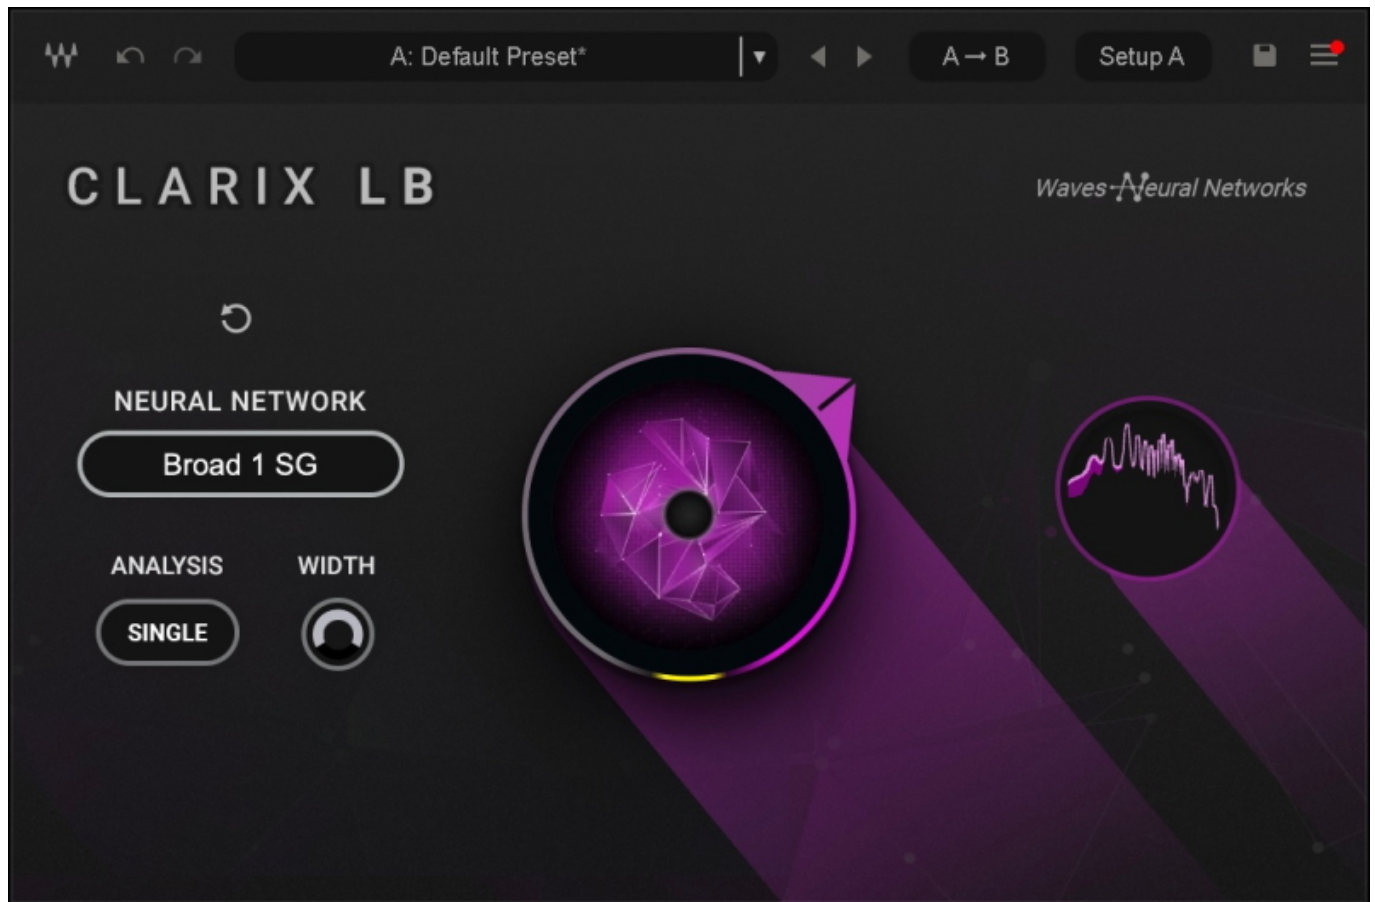 A: Default Preset*
A→B
Setup A
CLARIX LB
Waves Neural Networks
NEURAL NETWORK
Broad 1 SG
ANALYSIS
WIDTH
SINGLE